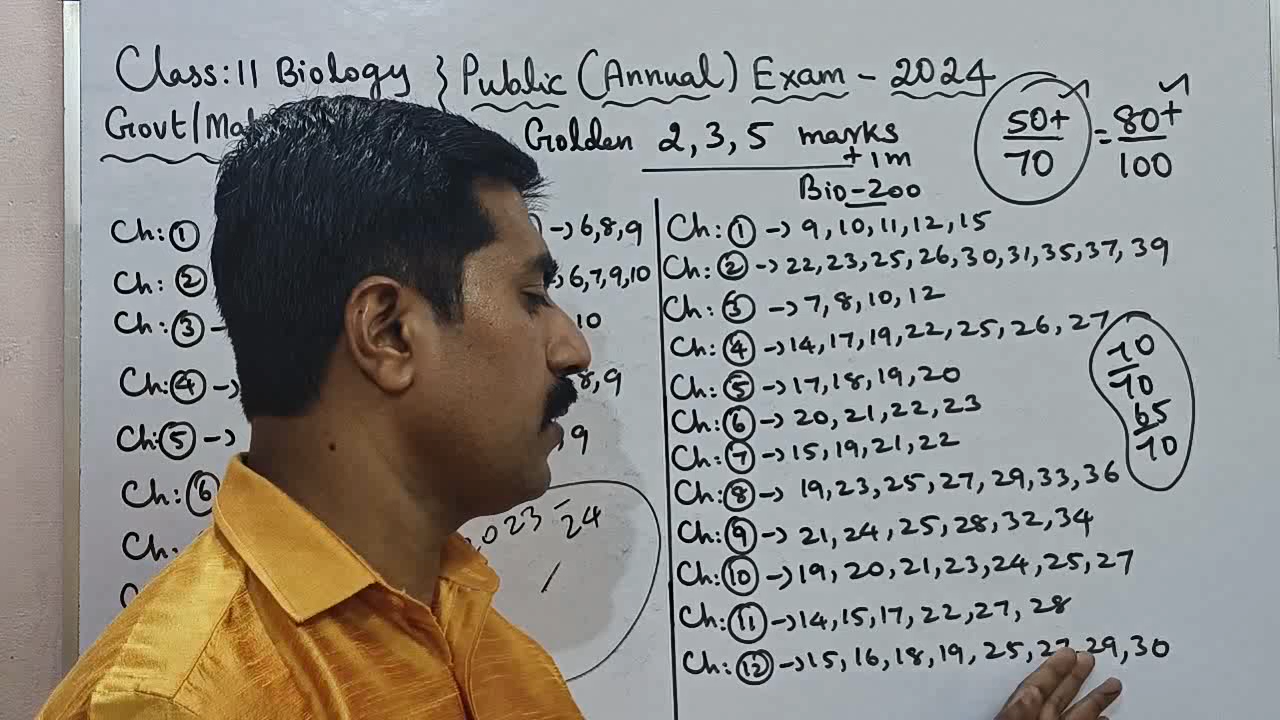 Class: 11 Biology } Public (Annual) Exam - 2024
Govt/
Golden 2, 3, 5 marks
+ 1m
50+/70 = 80+/100
Bio-200
Ch: ①
-> 6,8,9
Ch: ②
6,7,9,10
Ch: ③
10
Ch: ④ ->
8,9
Ch: ⑤ ->
9
Ch: ⑥
Ch:
2023-24
Ch: ① -> 9, 10, 11, 12, 15
Ch: ② -> 22, 23, 25, 26, 30, 31, 35, 37, 39
Ch: ③ -> 7, 8, 10, 12
Ch: ④ -> 14, 17, 19, 22, 25, 26, 27
Ch: ⑤ -> 17, 18, 19, 20
Ch: ⑥ -> 20, 21, 22, 23
Ch: ⑦ -> 15, 19, 21, 22
Ch: ⑧ -> 19, 23, 25, 27, 29, 33, 36
Ch: ⑨ -> 21, 24, 25, 28, 32, 34
Ch: ⑩ -> 19, 20, 21, 23, 24, 25, 27
Ch: ⑪ -> 14, 15, 17, 22, 27, 28
Ch: ⑫ -> 15, 16, 18, 19, 25, 27, 29, 30
70/70
65/70